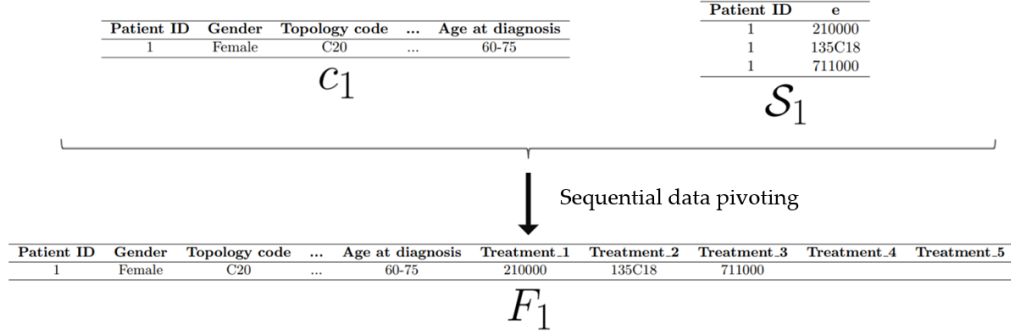 Patient ID Gender Topology code ... Age at diagnosis
1 Female C20 ... 60-75
c1
Patient ID e
1 210000
1 135C18
1 711000
S1
Sequential data pivoting
Patient ID Gender Topology code ... Age at diagnosis Treatment_1 Treatment_2 Treatment_3 Treatment_4 Treatment_5
1 Female C20 ... 60-75 210000 135C18 711000
F1